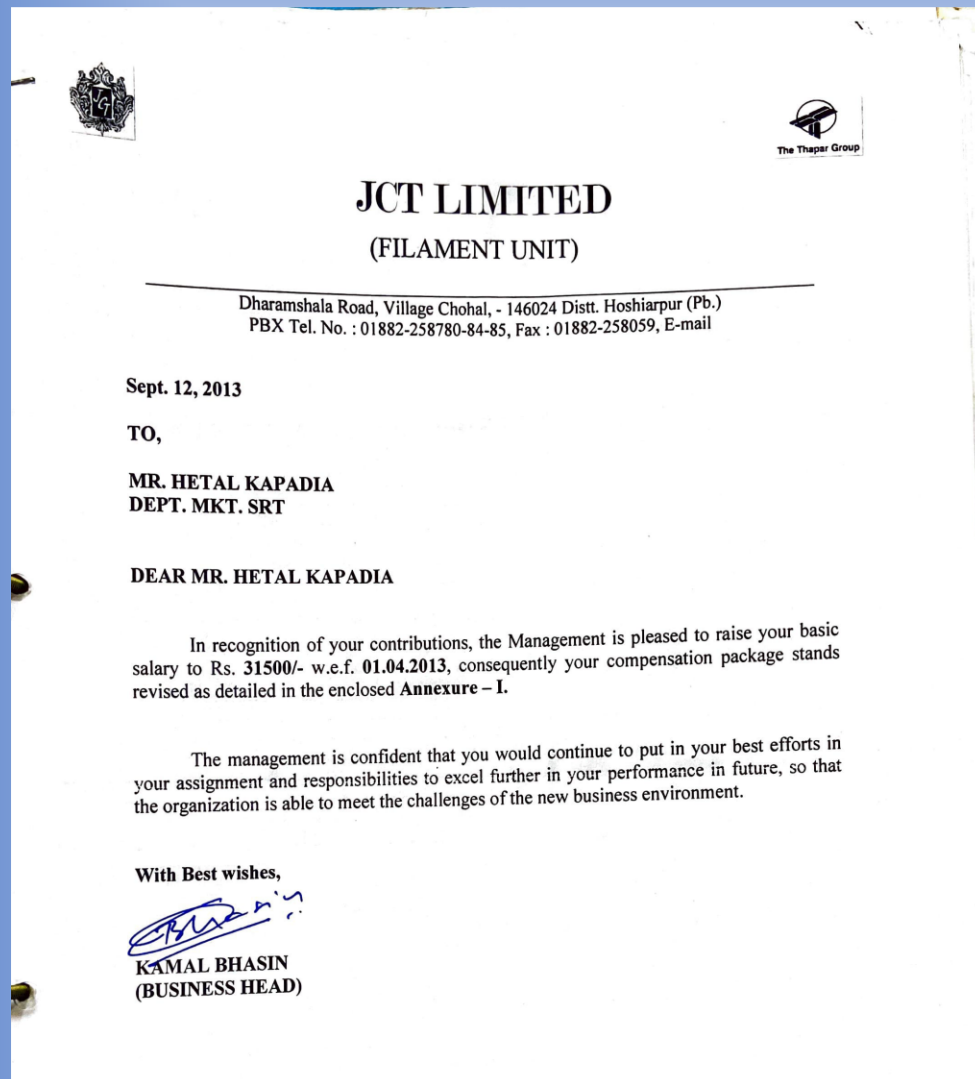 JCT
The Thapar Group
JCT LIMITED
(FILAMENT UNIT)
Dharamshala Road, Village Chohal, - 146024 Distt. Hoshiarpur (Pb.)
PBX Tel. No. : 01882-258780-84-85, Fax : 01882-258059, E-mail
Sept. 12, 2013
TO,
MR. HETAL KAPADIA
DEPT. MKT. SRT
DEAR MR. HETAL KAPADIA
In recognition of your contributions, the Management is pleased to raise your basic
salary to Rs. 31500/- w.e.f. 01.04.2013, consequently your compensation package stands
revised as detailed in the enclosed Annexure – I.
The management is confident that you would continue to put in your best efforts in
your assignment and responsibilities to excel further in your performance in future, so that
the organization is able to meet the challenges of the new business environment.
With Best wishes,
KAMAL BHASIN
(BUSINESS HEAD)